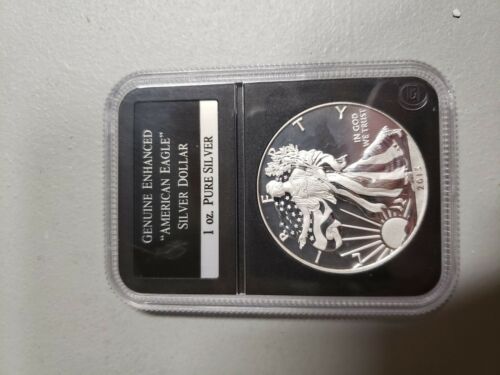 GENUINE ENHANCED
"AMERICAN EAGLE"
SILVER DOLLAR
1 oz. PURE SILVER
LIBERTY
IN GOD
WE TRUST